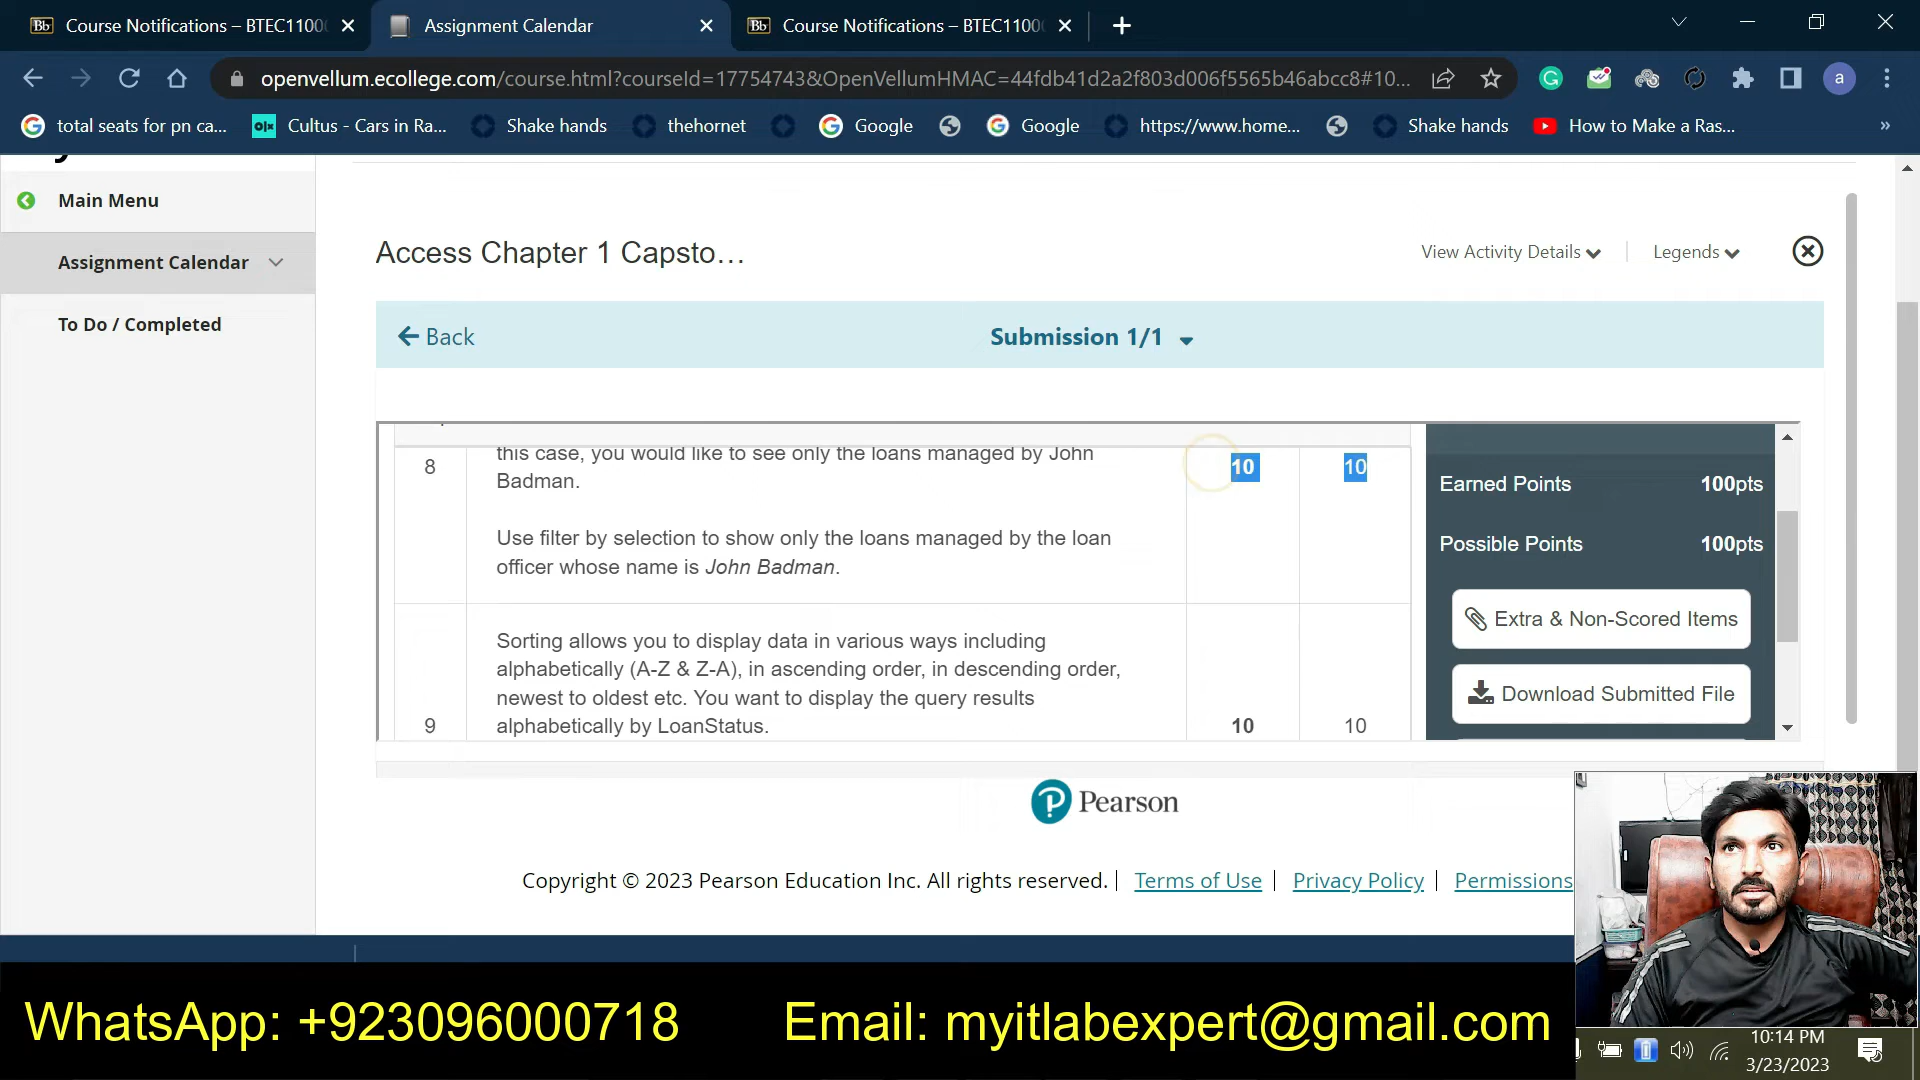 Course Notifications – BTEC1100
Assignment Calendar
Course Notifications – BTEC1100
openvellum.ecollege.com/course.html?courseId=17754743&OpenVellumHMAC=44fdb41d2a2f803d006f5565b46abcc8#10...
a
total seats for pn ca...
olx
Cultus - Cars in Ra...
Shake hands
thehornet
Google
Google
https://www.home...
Shake hands
How to Make a Ras...
»
Main Menu
Assignment Calendar
To Do / Completed
Access Chapter 1 Capsto...
View Activity Details
Legends
Back
Submission 1/1
8
this case, you would like to see only the loans managed by John
Badman.
10
10
Use filter by selection to show only the loans managed by the loan
officer whose name is John Badman.
9
Sorting allows you to display data in various ways including
alphabetically (A-Z & Z-A), in ascending order, in descending order,
newest to oldest etc. You want to display the query results
alphabetically by LoanStatus.
10
10
Earned Points 100pts
Possible Points 100pts
Extra & Non-Scored Items
Download Submitted File
Pearson
Copyright © 2023 Pearson Education Inc. All rights reserved. | Terms of Use | Privacy Policy | Permissions
WhatsApp: +923096000718 Email: myitlabexpert@gmail.com
10:14 PM
3/23/2023